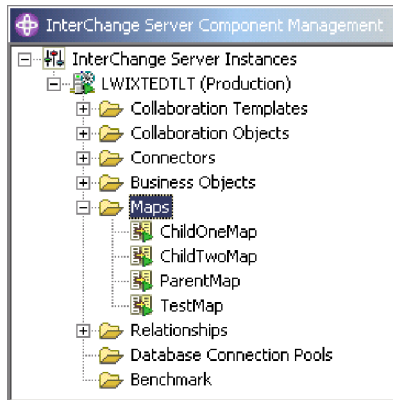 InterChange Server Component Management
InterChange Server Instances
LWIXTEDTLT (Production)
Collaboration Templates
Collaboration Objects
Connectors
Business Objects
Maps
ChildOneMap
ChildTwoMap
ParentMap
TestMap
Relationships
Database Connection Pools
Benchmark